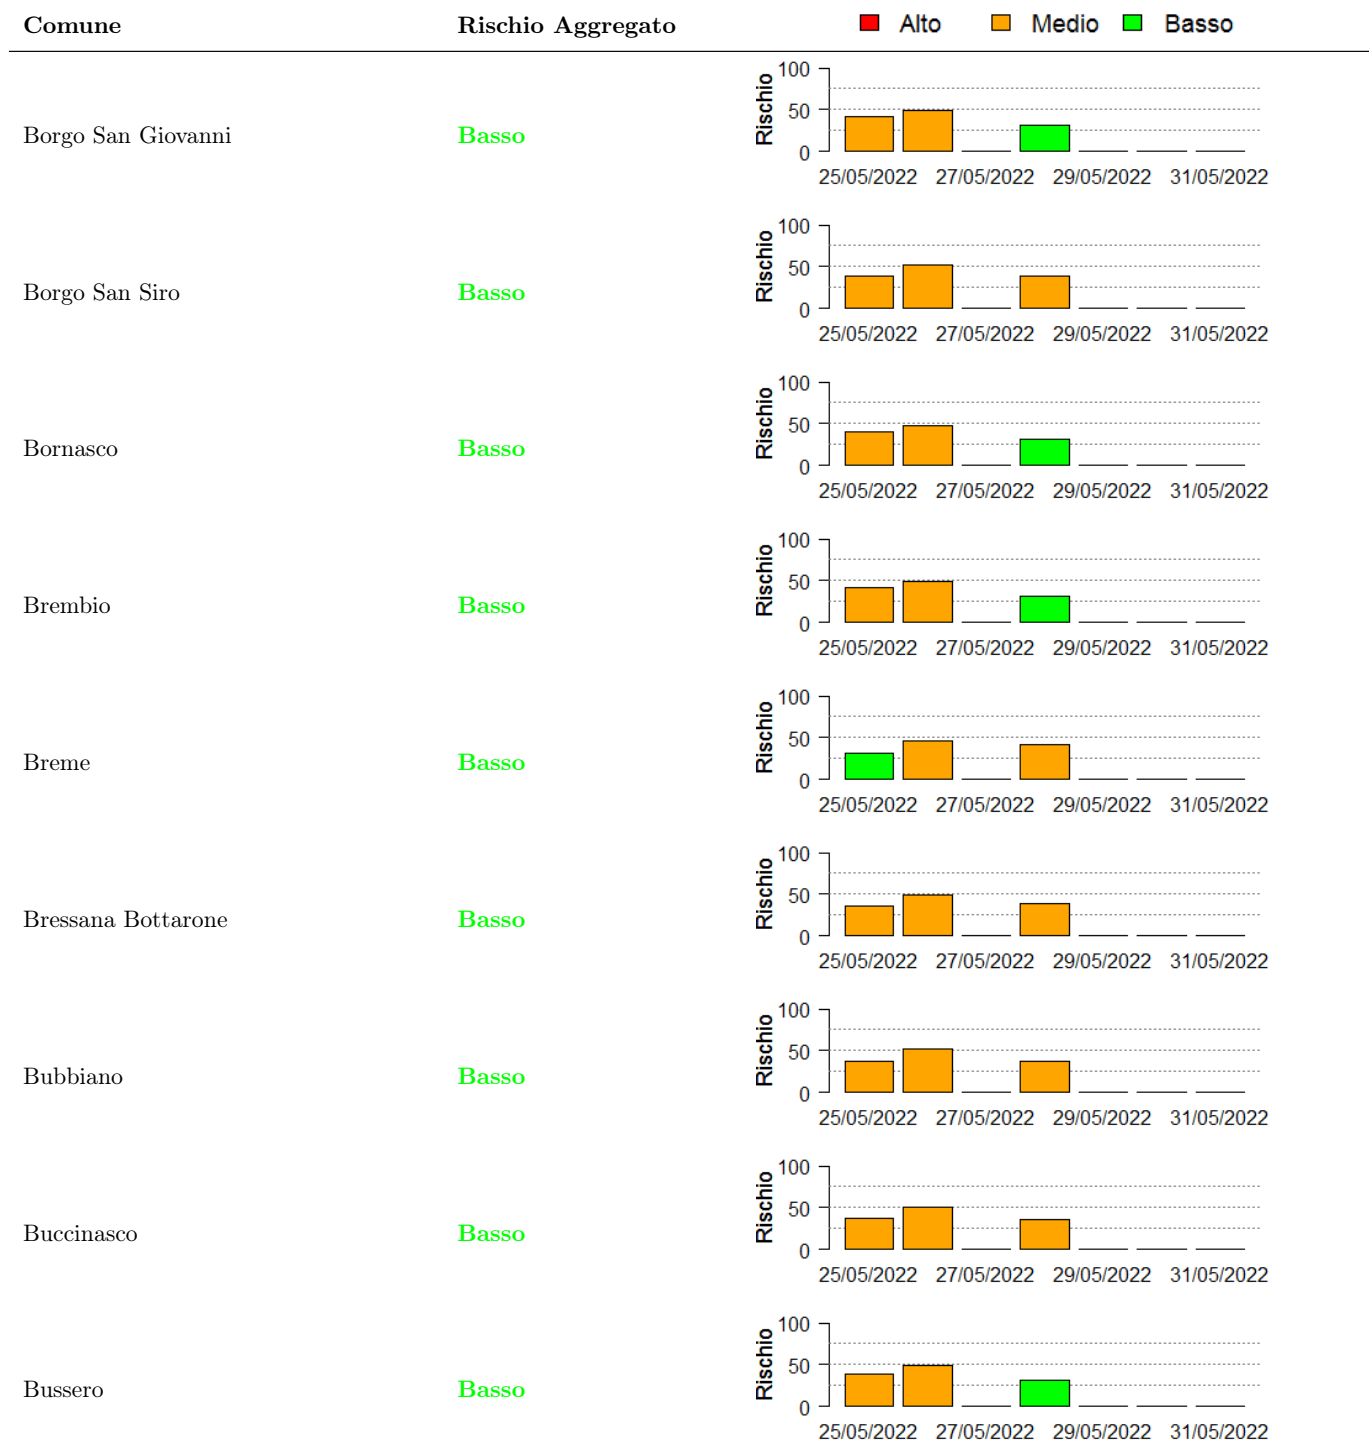 Comune Rischio Aggregato Alto Medio Basso
Borgo San Giovanni Basso Rischio 100 50 0
25/05/2022 27/05/2022 29/05/2022 31/05/2022
Borgo San Siro Basso Rischio 100 50 0
25/05/2022 27/05/2022 29/05/2022 31/05/2022
Bornasco Basso Rischio 100 50 0
25/05/2022 27/05/2022 29/05/2022 31/05/2022
Brembio Basso Rischio 100 50 0
25/05/2022 27/05/2022 29/05/2022 31/05/2022
Breme Basso Rischio 100 50 0
25/05/2022 27/05/2022 29/05/2022 31/05/2022
Bressana Bottarone Basso Rischio 100 50 0
25/05/2022 27/05/2022 29/05/2022 31/05/2022
Bubbiano Basso Rischio 100 50 0
25/05/2022 27/05/2022 29/05/2022 31/05/2022
Buccinasco Basso Rischio 100 50 0
25/05/2022 27/05/2022 29/05/2022 31/05/2022
Bussero Basso Rischio 100 50 0
25/05/2022 27/05/2022 29/05/2022 31/05/2022